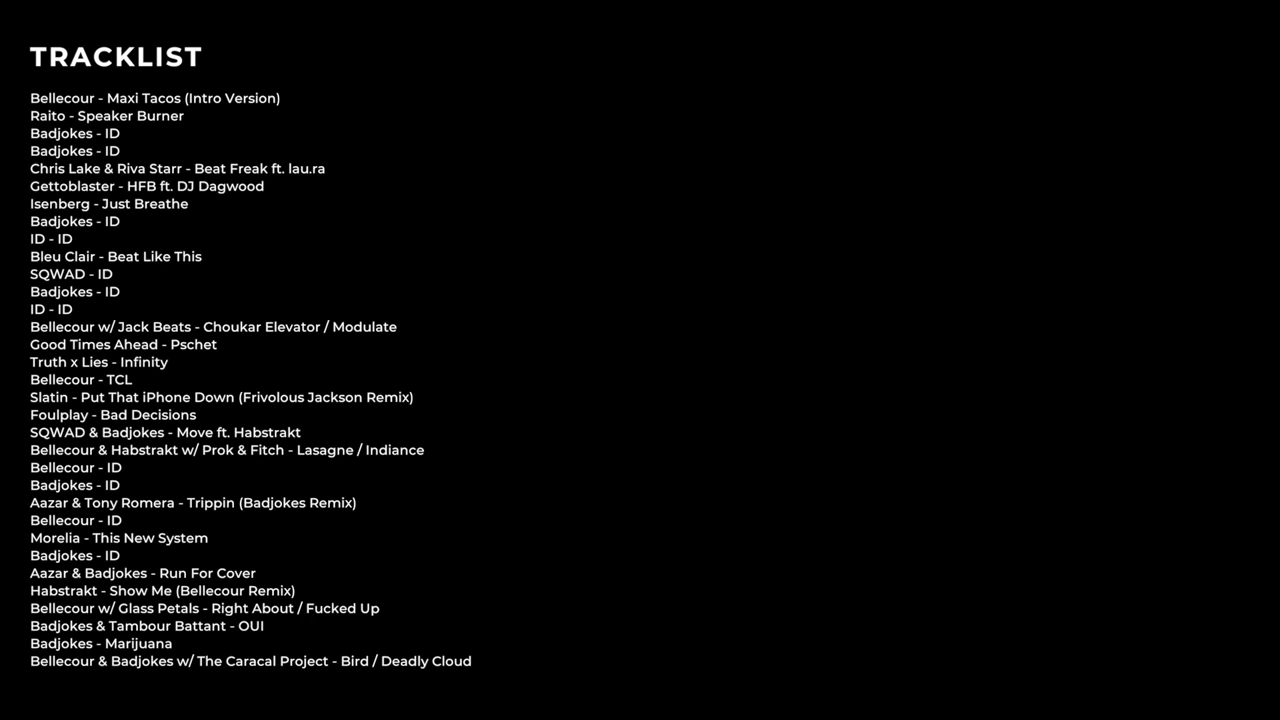 TRACKLIST
Bellecour - Maxi Tacos (Intro Version)
Raito - Speaker Burner
Badjokes - ID
Badjokes - ID
Chris Lake & Riva Starr - Beat Freak ft. lau.ra
Gettoblaster - HFB ft. DJ Dagwood
Isenberg - Just Breathe
Badjokes - ID
ID - ID
Bleu Clair - Beat Like This
SQWAD - ID
Badjokes - ID
ID - ID
Bellecour w/ Jack Beats - Choukar Elevator / Modulate
Good Times Ahead - Pschet
Truth x Lies - Infinity
Bellecour - TCL
Slatin - Put That iPhone Down (Frivolous Jackson Remix)
Foulplay - Bad Decisions
SQWAD & Badjokes - Move ft. Habstrakt
Bellecour & Habstrakt w/ Prok & Fitch - Lasagne / Indiance
Bellecour - ID
Badjokes - ID
Aazar & Tony Romera - Trippin (Badjokes Remix)
Bellecour - ID
Morelia - This New System
Badjokes - ID
Aazar & Badjokes - Run For Cover
Habstrakt - Show Me (Bellecour Remix)
Bellecour w/ Glass Petals - Right About / Fucked Up
Badjokes & Tambour Battant - OUI
Badjokes - Marijuana
Bellecour & Badjokes w/ The Caracal Project - Bird / Deadly Cloud